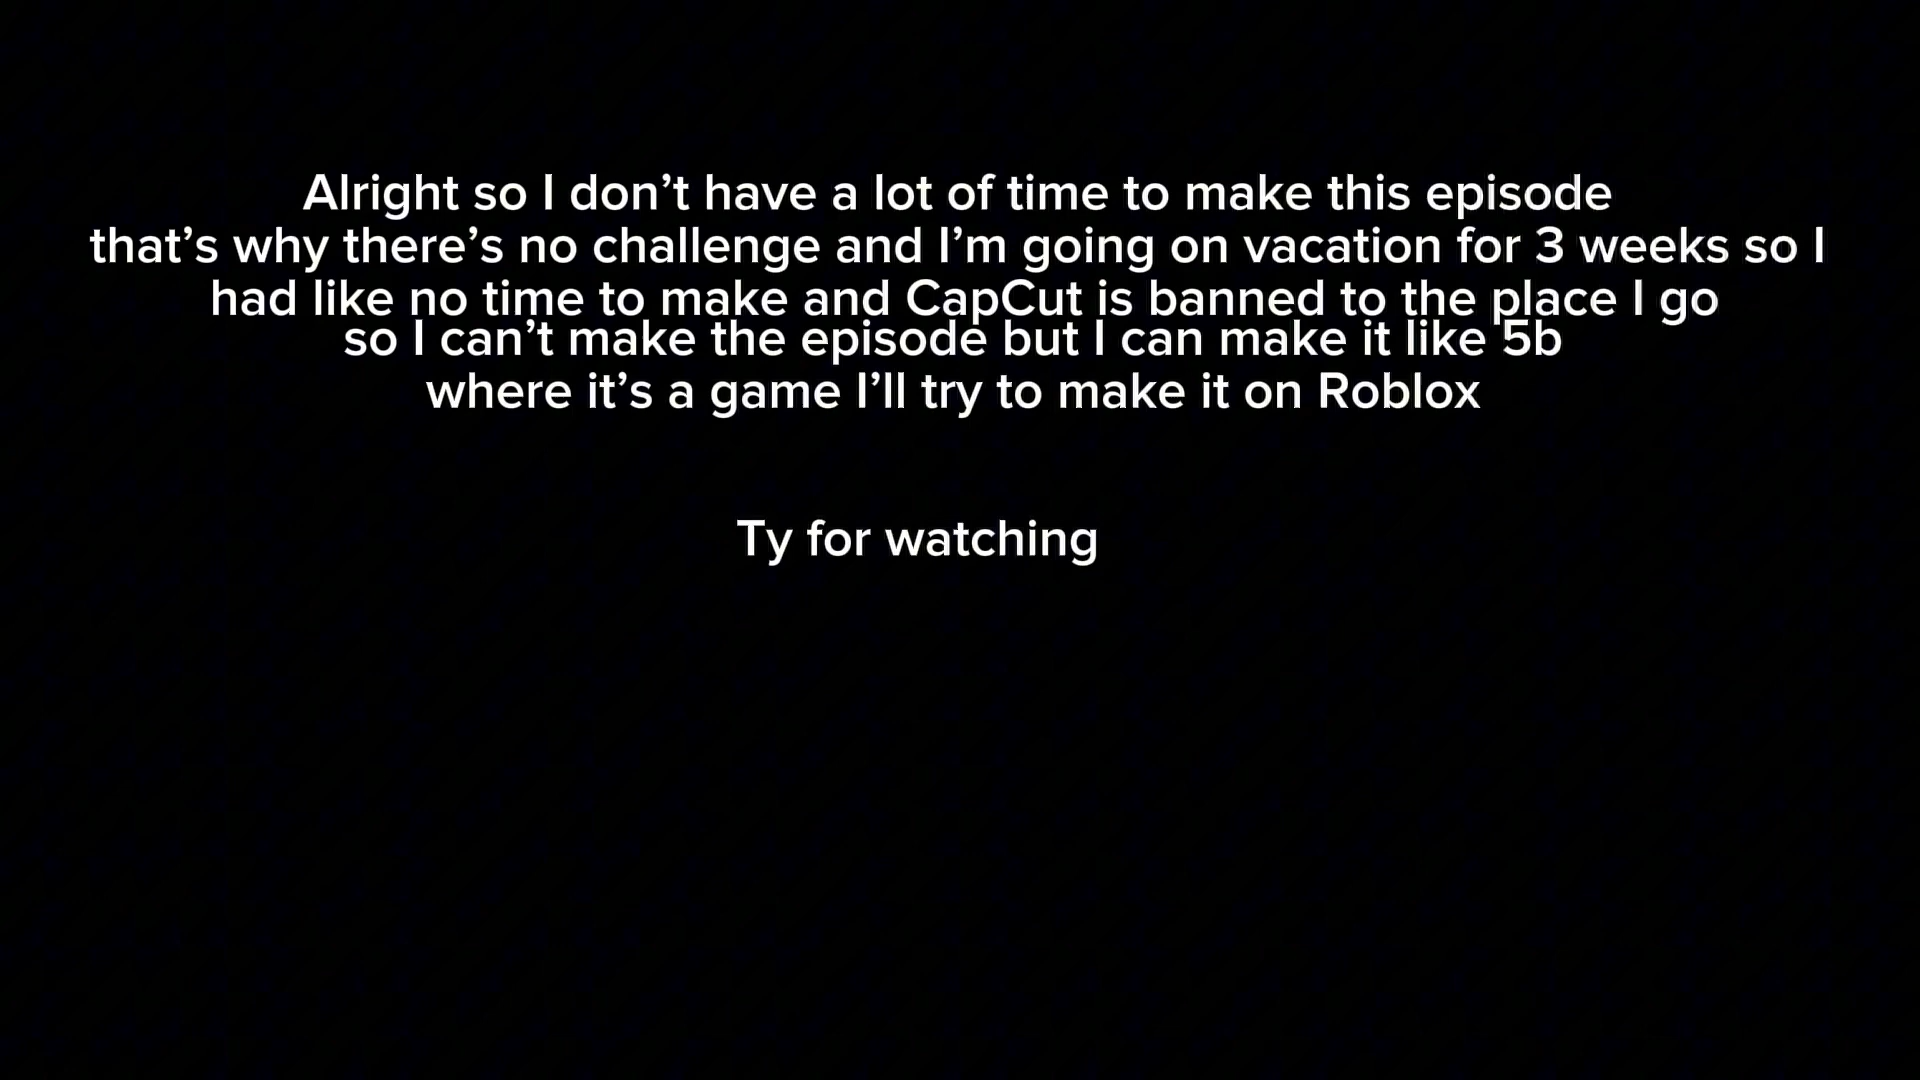 Alright so I don’t have a lot of time to make this episode
that’s why there’s no challenge and I’m going on vacation for 3 weeks so I
had like no time to make and CapCut is banned to the place I go
so I can’t make the episode but I can make it like 5b
where it’s a game I’ll try to make it on Roblox
Ty for watching